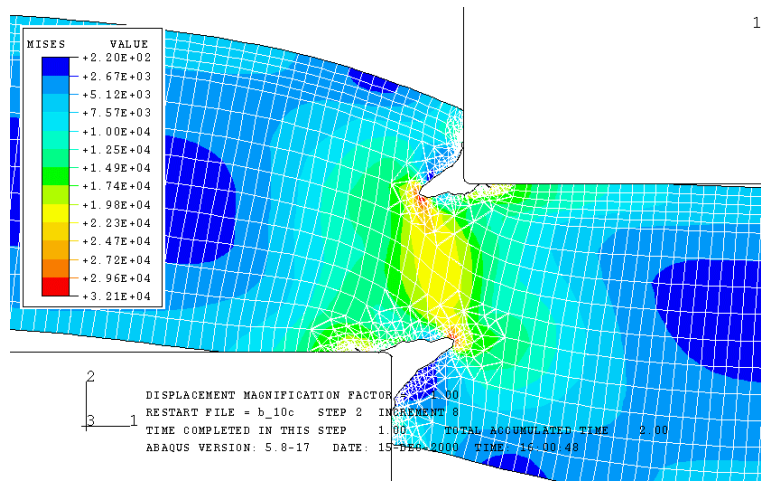 1
MISES VALUE
+2.20E+02
+2.67E+03
+5.12E+03
+7.57E+03
+1.00E+04
+1.25E+04
+1.49E+04
+1.74E+04
+1.98E+04
+2.23E+04
+2.47E+04
+2.72E+04
+2.96E+04
+3.21E+04
2
3 1
DISPLACEMENT MAGNIFICATION FACTOR = 1.00
RESTART FILE = b_10c STEP 2 INCREMENT 8
TIME COMPLETED IN THIS STEP 1.00 TOTAL ACCUMULATED TIME 2.00
ABAQUS VERSION: 5.8-17 DATE: 15-DEC-2000 TIME: 16:00:48